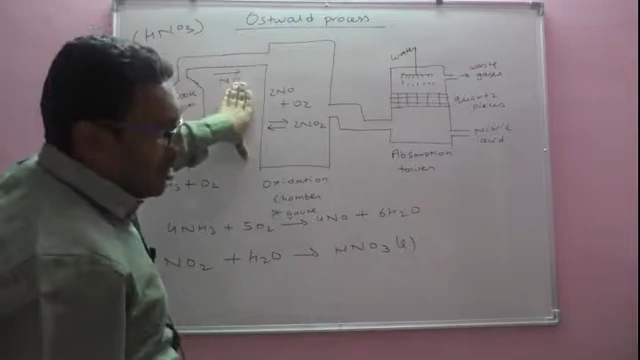 Ostwald process
(HNO3)
water
waste
gases
2NO
+ O2
⇌ 2NO2
quartz
pieces
Nitric
acid
Absorption
tower
Oxidation
chamber
Pt gauge
+ O2
4NH3 + 5O2 → 4NO + 6H2O
NO2 + H2O → HNO3(l)